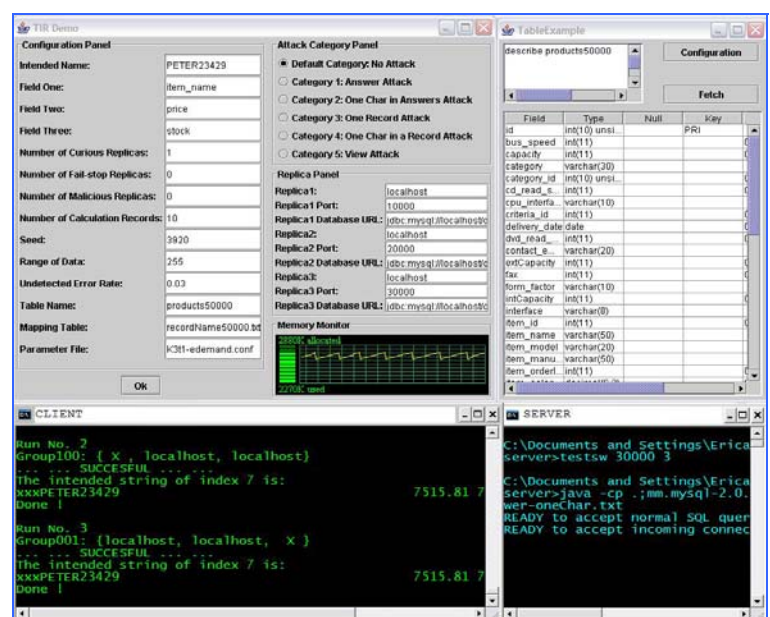 TIR Demo
Configuration Panel
Intended Name: PETER23429
Field One: item_name
Field Two: price
Field Three: stock
Number of Curious Replicas: 1
Number of Fail-stop Replicas: 0
Number of Malicious Replicas: 0
Number of Calculation Records: 10
Seed: 3920
Range of Data: 255
Undetected Error Rate: 0.03
Table Name: products50000
Mapping Table: recordName50000.txt
Parameter File: K3t1-edemand.conf
Ok
Attack Category Panel
Default Category: No Attack
Category 1: Answer Attack
Category 2: One Char in Answers Attack
Category 3: One Record Attack
Category 4: One Char in a Record Attack
Category 5: View Attack
Replica Panel
Replica1: localhost
Replica1 Port: 10000
Replica1 Database URL: jdbc:mysql://localhost/c
Replica2: localhost
Replica2 Port: 20000
Replica2 Database URL: jdbc:mysql://localhost/c
Replica3: localhost
Replica3 Port: 30000
Replica3 Database URL: jdbc:mysql://localhost/c
Memory Monitor
2880K allocated
2270K used
TableExample
describe products50000
Configuration
Fetch
Field Type Null Key
id int(10) unsi... PRI
bus_speed int(11)
capacity int(11)
category varchar(30)
category_id int(10) unsi...
cd_read_s... int(11)
cpu_interfa... varchar(10)
criteria_id int(11)
delivery_date date
dvd_read_... int(11)
contact_e... varchar(20)
extCapacity int(11)
fax int(11)
form_factor varchar(10)
intCapacity int(11)
interface varchar(8)
item_id int(11)
item_name varchar(50)
item_model varchar(20)
item_manu... varchar(50)
item_orderl... int(11)
CLIENT
Run No. 2
Group100: { X , localhost, localhost}
... ... SUCCESFUL ... ...
The intended string of index 7 is:
xxxPETER23429 7515.81 7
Done !
Run No. 3
Group001: {localhost, localhost, X }
... ... SUCCESFUL ... ...
The intended string of index 7 is:
xxxPETER23429 7515.81 7
Done !
SERVER
C:\Documents and Settings\Erica
server>testsw 30000 3
C:\Documents and Settings\Erica
server>java -cp .;mm.mysql-2.0.
wer-oneChar.txt
READY to accept normal SQL quer
READY to accept incoming connec